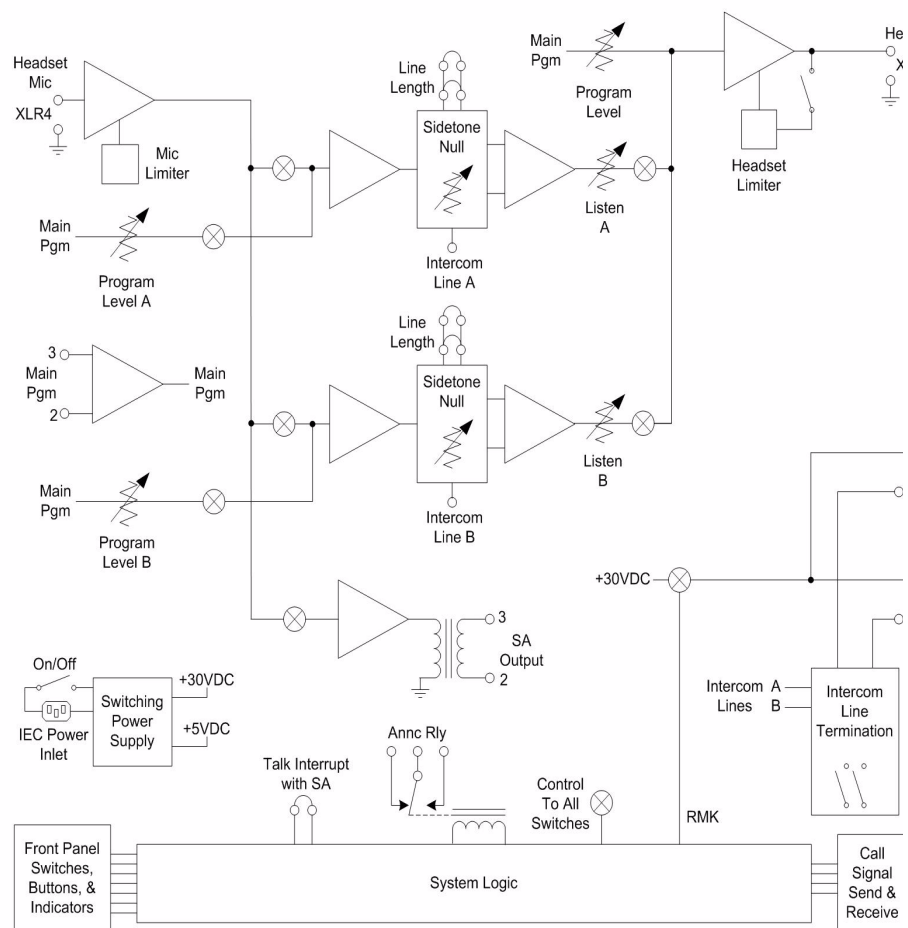 Headset
Mic
XLR4
Mic
Limiter
Line
Length
Sidetone
Null
Main
Pgm
Program
Level
Headset
Limiter
He
X
Main
Pgm
Program
Level A
Intercom
Line A
Listen
A
3
Main
Pgm
2
Main
Pgm
Line
Length
Sidetone
Null
Main
Pgm
Program
Level B
Intercom
Line B
Listen
B
+30VDC
3
SA
Output
2
On/Off
IEC Power
Inlet
Switching
Power
Supply
+30VDC
+5VDC
Intercom A
Lines B
Intercom
Line
Termination
Talk Interrupt
with SA
Annc Rly
Control
To All
Switches
RMK
Front Panel
Switches,
Buttons, &
Indicators
System Logic
Call
Signal
Send &
Receive